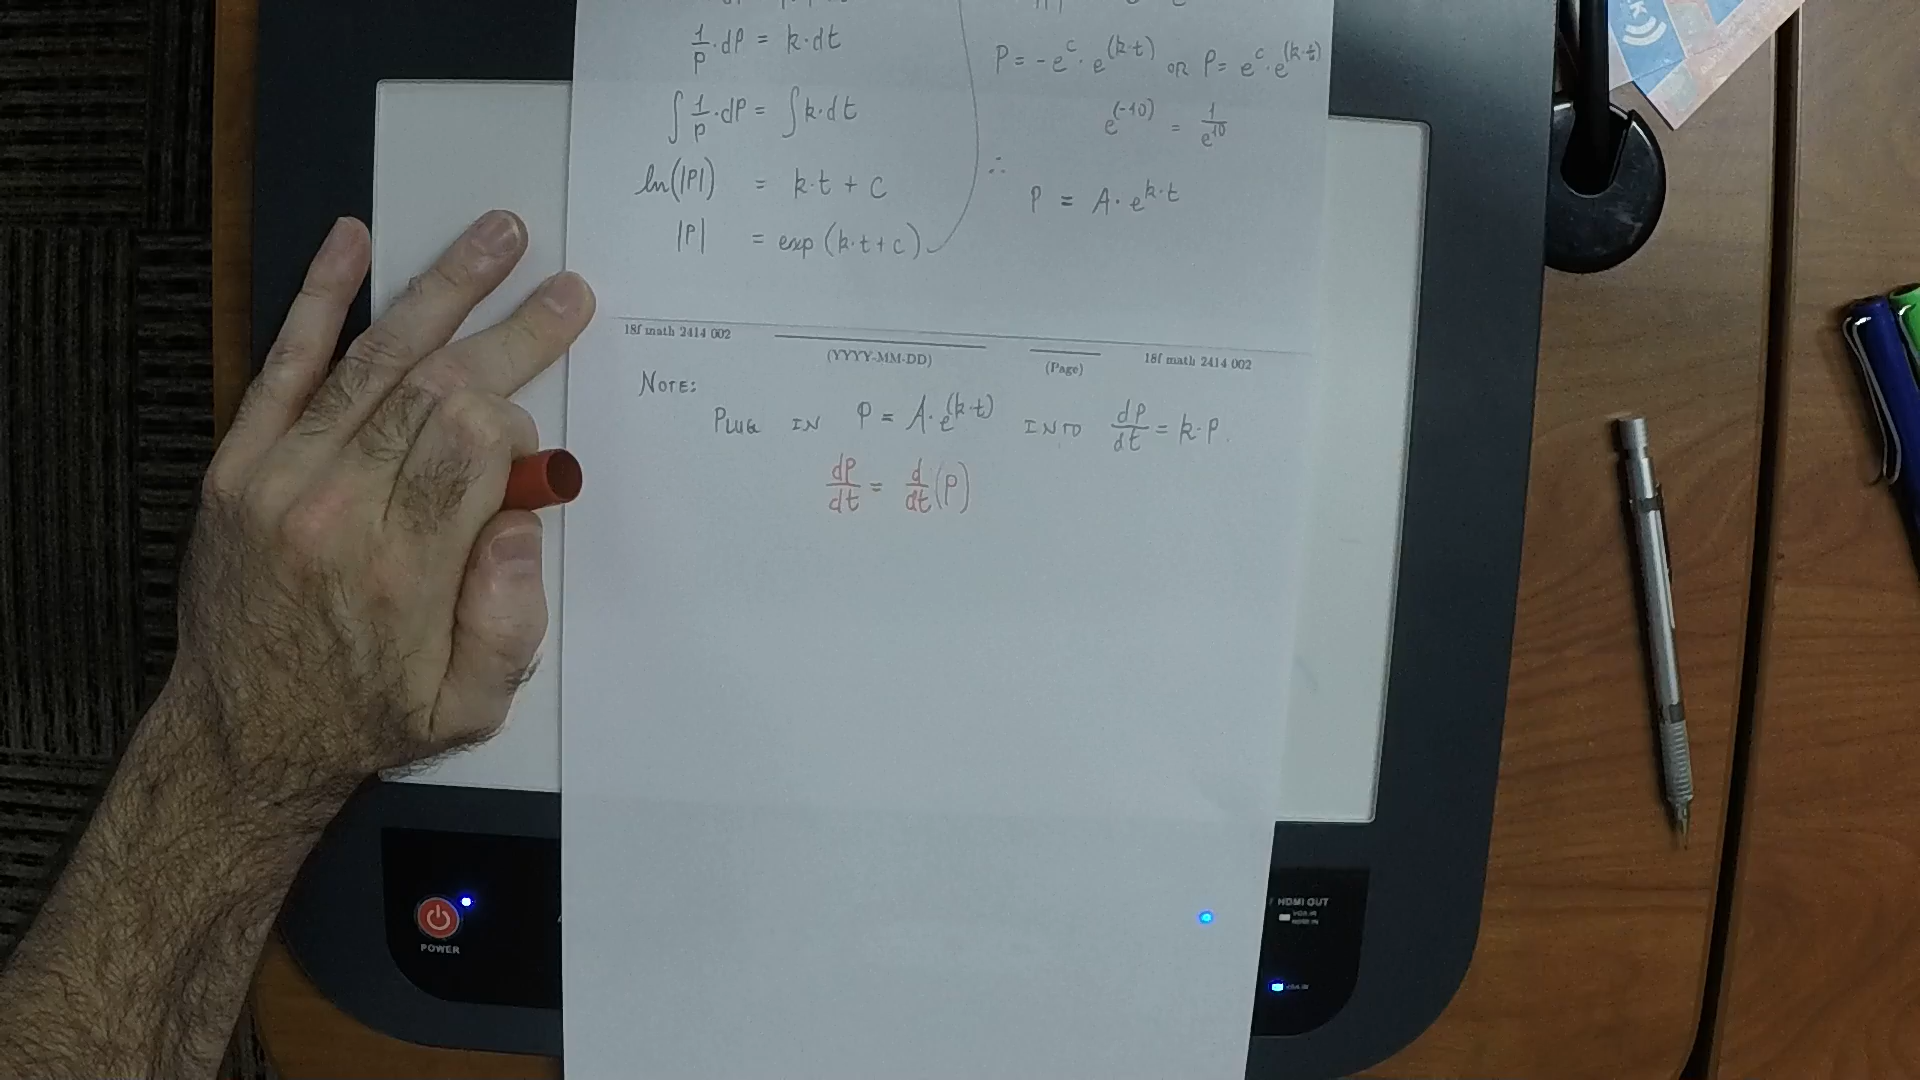 1/P · dP = k·dt
∫ 1/P · dP = ∫ k·dt
ln(|P|) = k·t + c
|P| = exp (k·t + c)
P = -e^c · e^(k·t) OR P = e^c · e^(k·t)
e^(-10) = 1/e^10
∴ P = A · e^k·t
18f math 2414 002
(YYYY-MM-DD)
(Page)
18f math 2414 002
NOTE:
PLUG IN P = A · e^(k·t) INTO dP/dt = k·P.
dP/dt = d/dt (P)
POWER
HDMI OUT